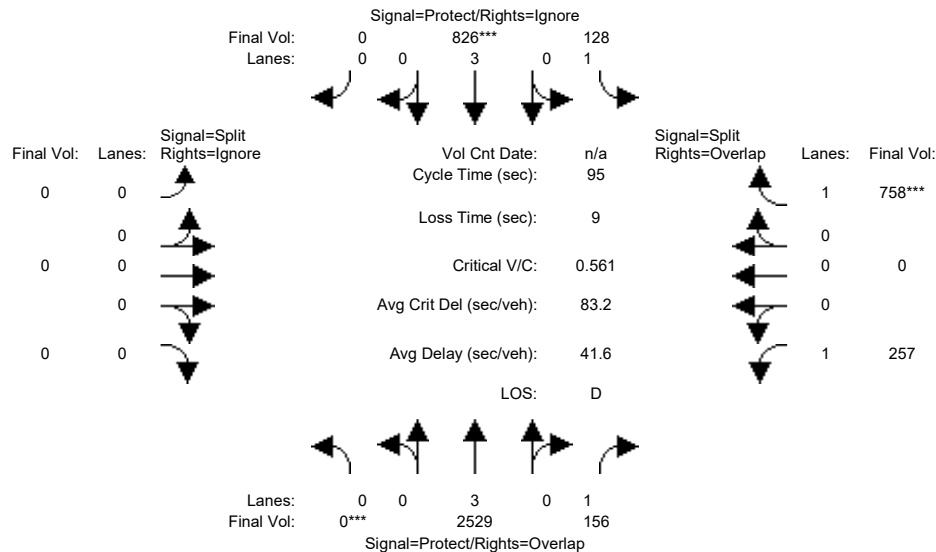 Signal=Protect/Rights=Ignore
Final Vol: 0 826*** 128
Lanes: 0 0 3 0 1
Signal=Split
Final Vol: Lanes: Rights=Ignore
Vol Cnt Date: n/a
Signal=Split
Rights=Overlap Lanes: Final Vol:
Cycle Time (sec): 95
0 0
1 758***
Loss Time (sec): 9
0
0
0 0
Critical V/C: 0.561
0 0
0
Avg Crit Del (sec/veh): 83.2
0
0 0
Avg Delay (sec/veh): 41.6
1 257
LOS: D
Lanes: 0 0 3 0 1
Final Vol: 0*** 2529 156
Signal=Protect/Rights=Overlap